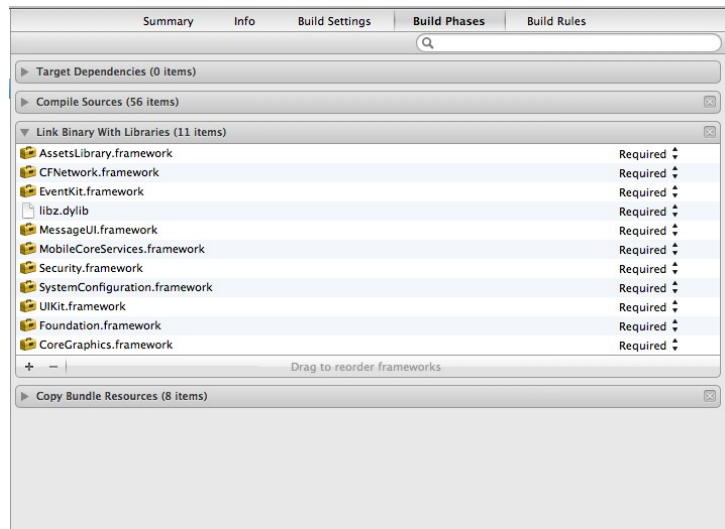 Summary Info Build Settings Build Phases Build Rules
Target Dependencies (0 items)
Compile Sources (56 items)
Link Binary With Libraries (11 items)
AssetsLibrary.framework Required
CFNetwork.framework Required
EventKit.framework Required
libz.dylib Required
MessageUI.framework Required
MobileCoreServices.framework Required
Security.framework Required
SystemConfiguration.framework Required
UIKit.framework Required
Foundation.framework Required
CoreGraphics.framework Required
+ − Drag to reorder frameworks
Copy Bundle Resources (8 items)